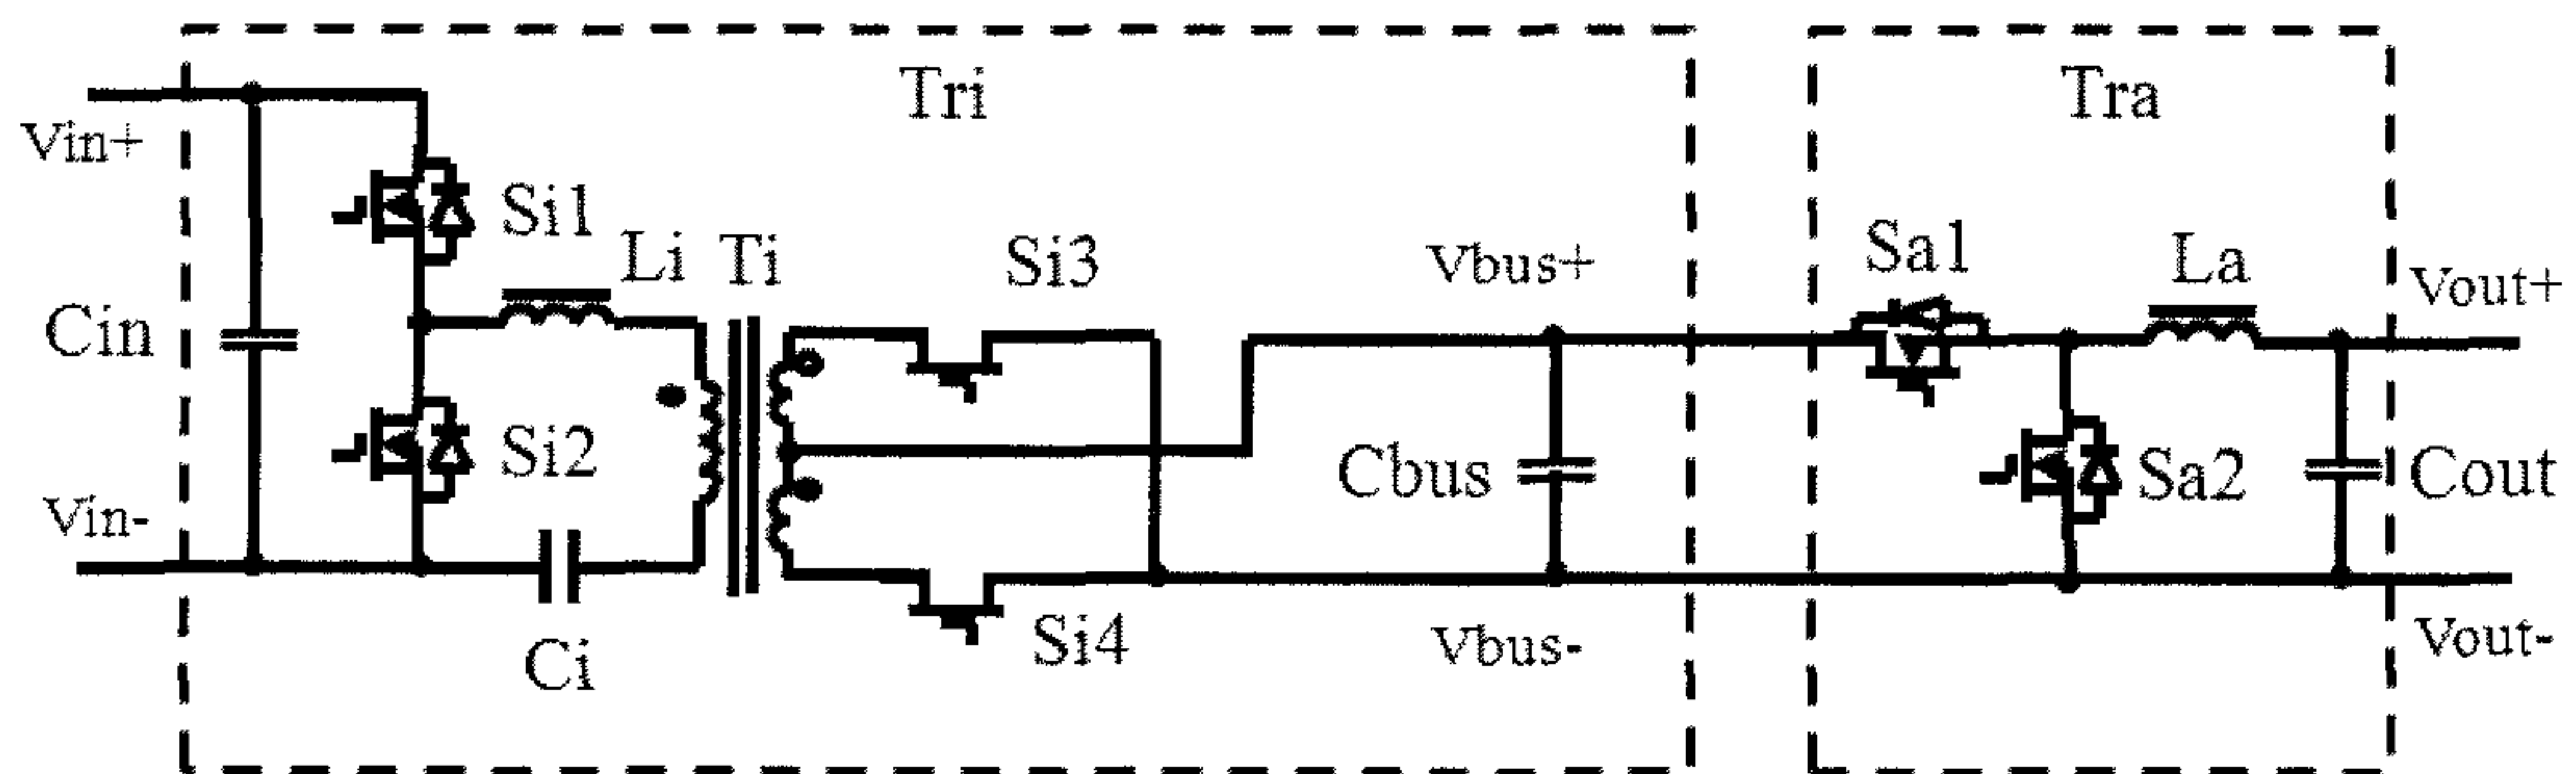 Tri
Tra
Vin+
Si1
Li
Ti
Si3
Vbus+
Sa1
La
Vout+
Cin
Si2
Cbus
Sa2
Cout
Vin-
Ci
Si4
Vbus-
Vout-